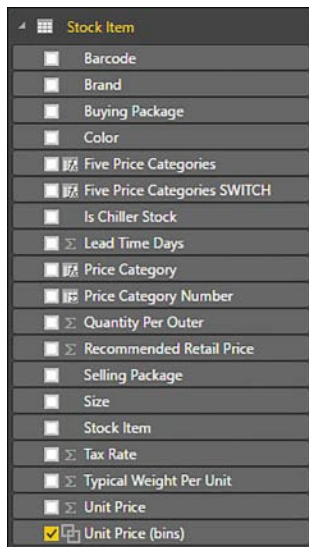 Stock Item
Barcode
Brand
Buying Package
Color
Five Price Categories
Five Price Categories SWITCH
Is Chiller Stock
Σ Lead Time Days
Price Category
Price Category Number
Σ Quantity Per Outer
Σ Recommended Retail Price
Selling Package
Size
Stock Item
Σ Tax Rate
Σ Typical Weight Per Unit
Σ Unit Price
Unit Price (bins)